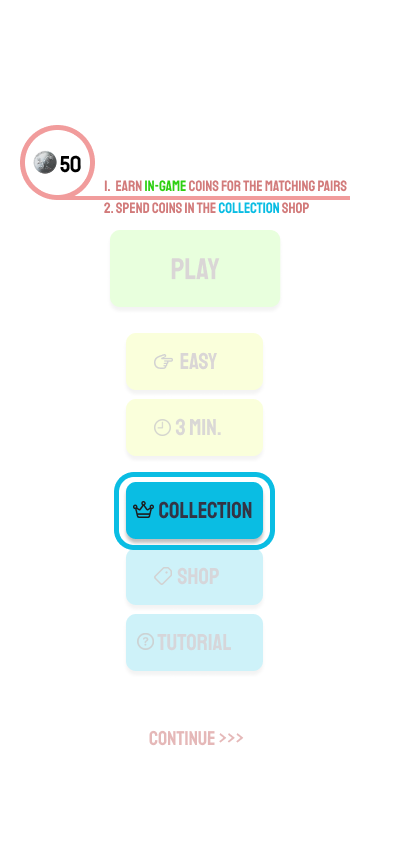 50
1. EARN IN-GAME COINS FOR THE MATCHING PAIRS
2. SPEND COINS IN THE COLLECTION SHOP
PLAY
EASY
3 MIN.
COLLECTION
SHOP
TUTORIAL
CONTINUE >>>